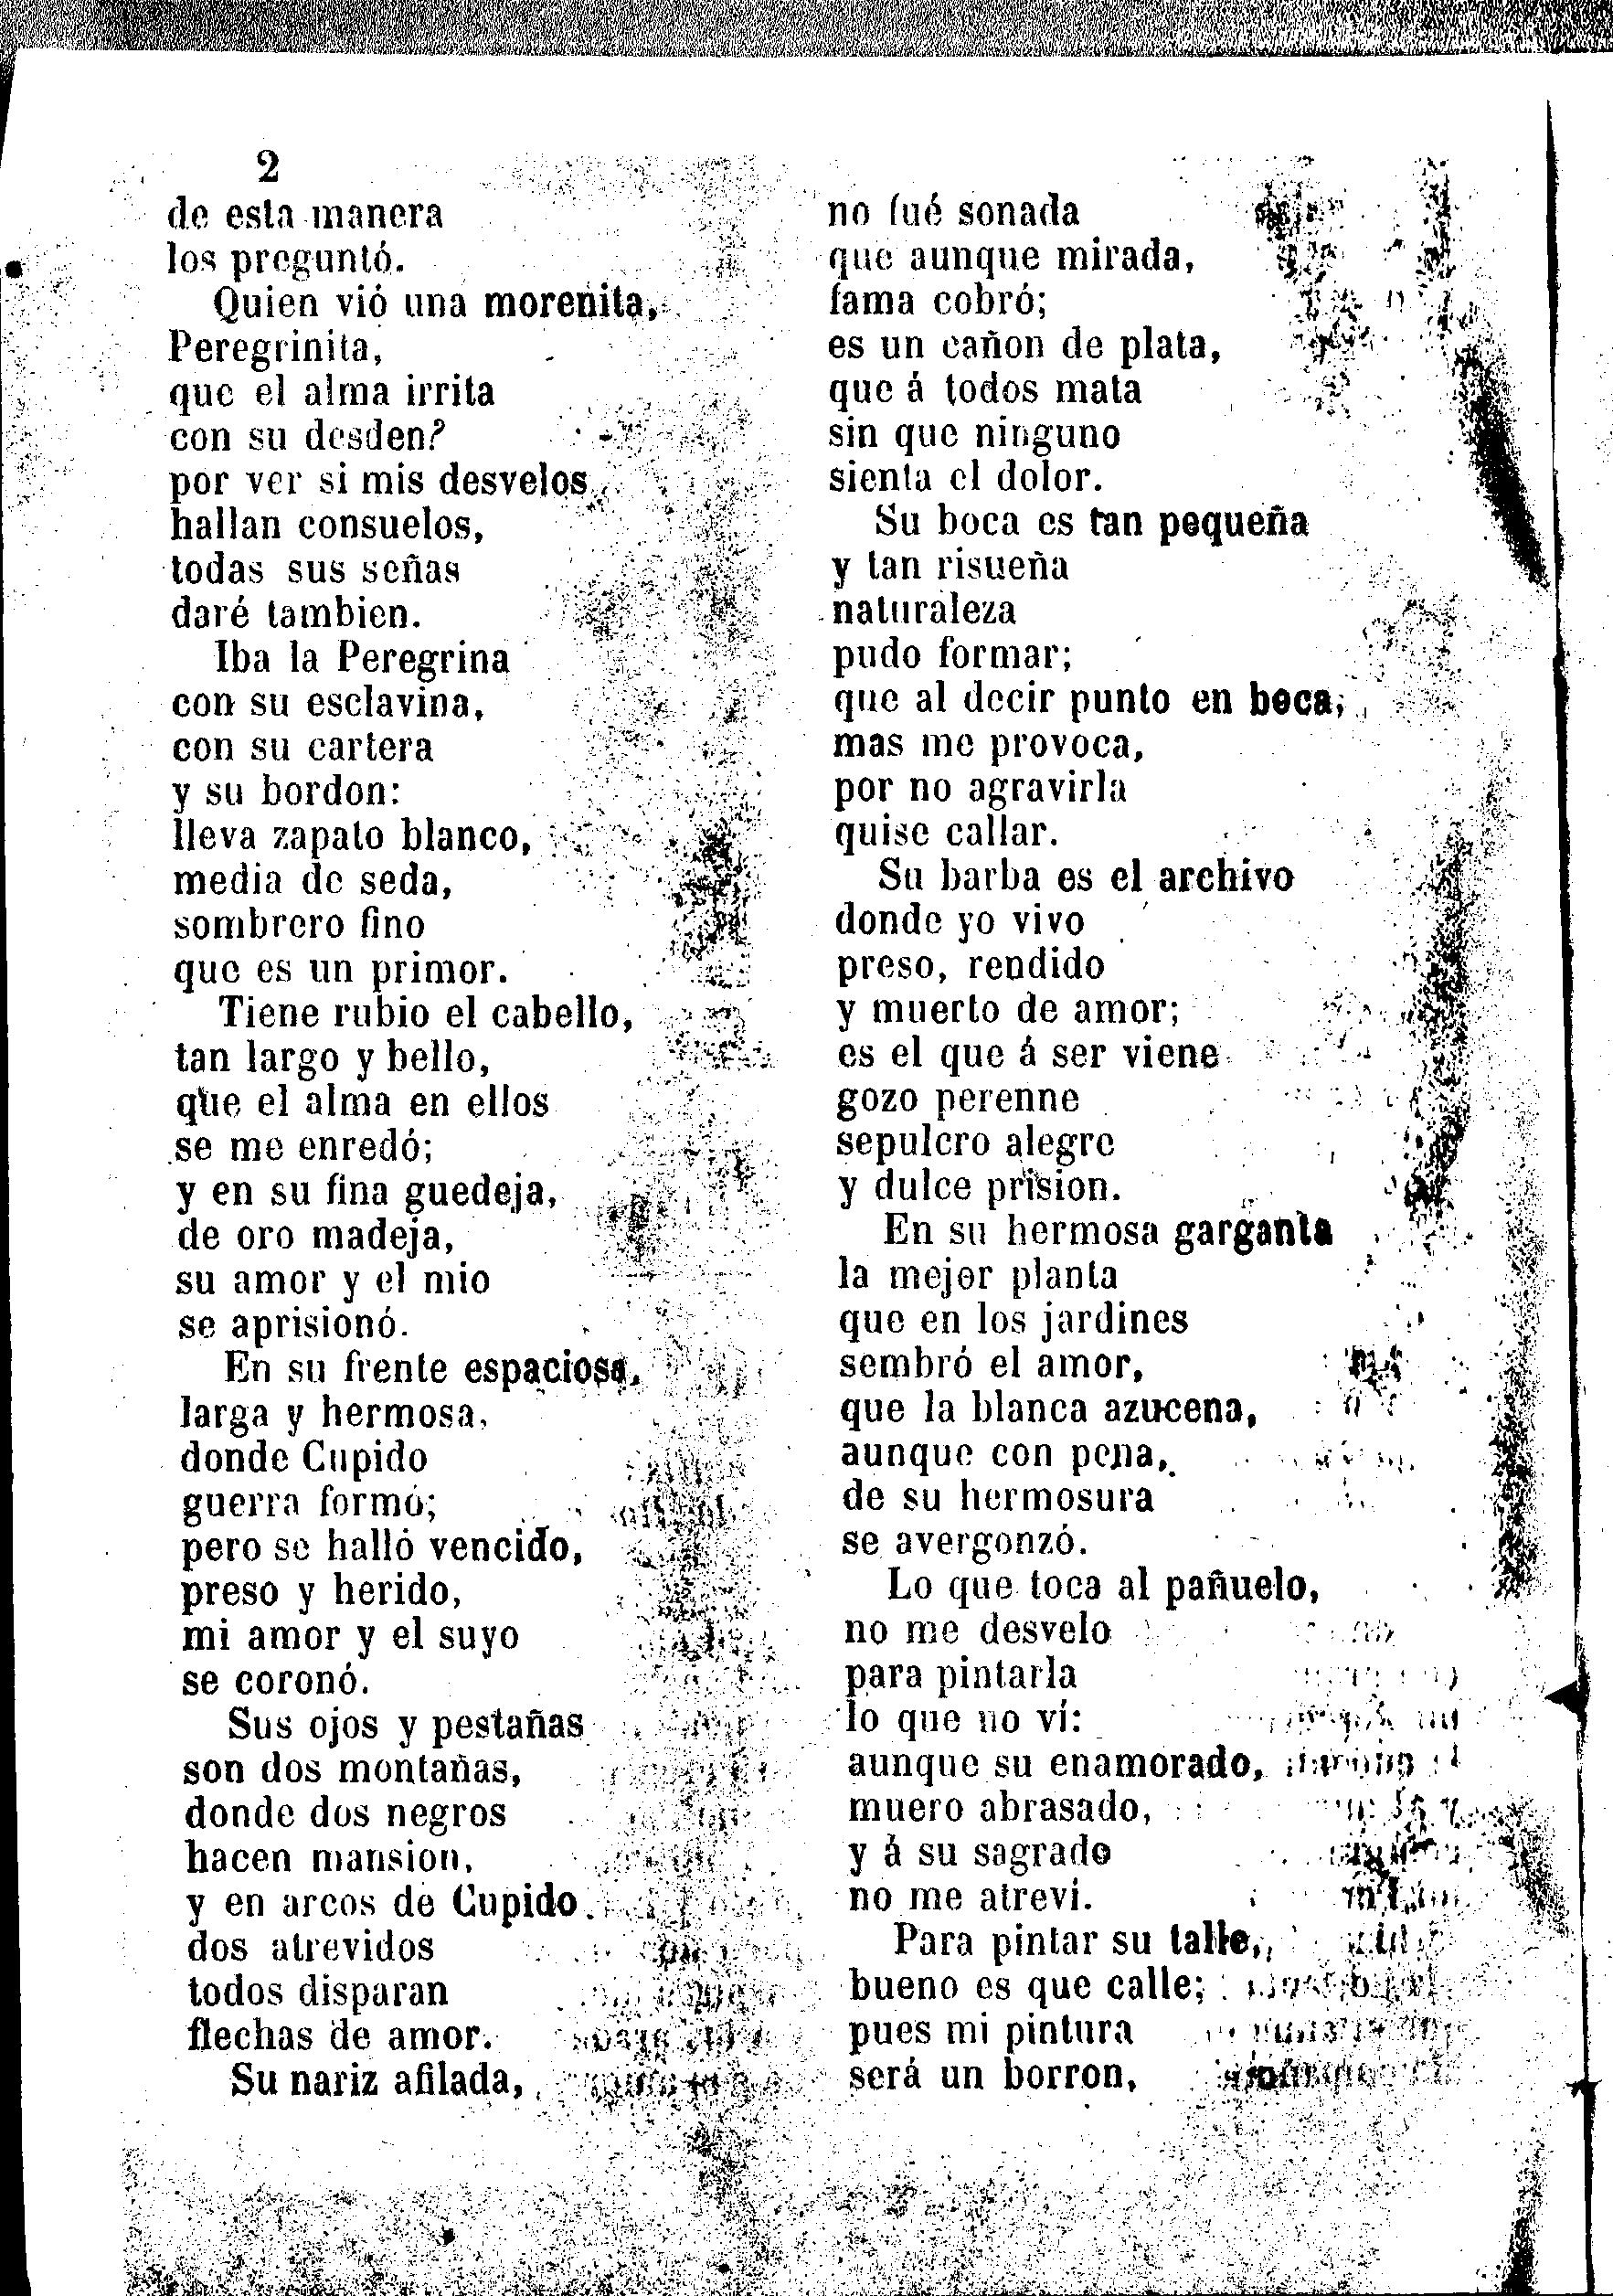 2
de esta manera
los preguntó.
Quien vió una morenita,
Peregrinita,
que el alma irrita
con su desden?
por ver si mis desvelos
hallan consuelos,
todas sus señas
daré tambien.
Iba la Peregrina
con su esclavina,
con su cartera
y su bordon:
lleva zapato blanco,
media de seda,
sombrero fino
que es un primor.
Tiene rubio el cabello,
tan largo y bello,
que el alma en ellos
se me enredó;
y en su fina guedeja,
de oro madeja,
su amor y el mio
se aprisionó.
En su frente espaciosa,
larga y hermosa,
donde Cupido
guerra formó;
pero se halló vencido,
preso y herido,
mi amor y el suyo
se coronó.
Sus ojos y pestañas
son dos montañas,
donde dos negros
hacen mansion,
y en arcos de Cupido
dos atrevidos
todos disparan
flechas de amor.
Su nariz afilada,
no fué sonada
que aunque mirada,
fama cobró;
es un cañon de plata,
que á todos mata
sin que ninguno
sienta el dolor.
Su boca es tan pequeña
y tan risueña
naturaleza
pudo formar;
que al decir punto en boca,
mas me provoca,
por no agravirla
quise callar.
Su barba es el archivo
donde yo vivo
preso, rendido
y muerto de amor;
es el que á ser viene
gozo perenne
sepulcro alegre
y dulce prision.
En su hermosa garganta
la mejor planta
que en los jardines
sembró el amor,
que la blanca azucena,
aunque con pena,
de su hermosura
se avergonzó.
Lo que toca al pañuelo,
no me desvelo
para pintarla
lo que no ví:
aunque su enamorado,
muero abrasado,
y á su sagrado
no me atreví.
Para pintar su talle,
bueno es que calle;
pues mi pintura
será un borron,